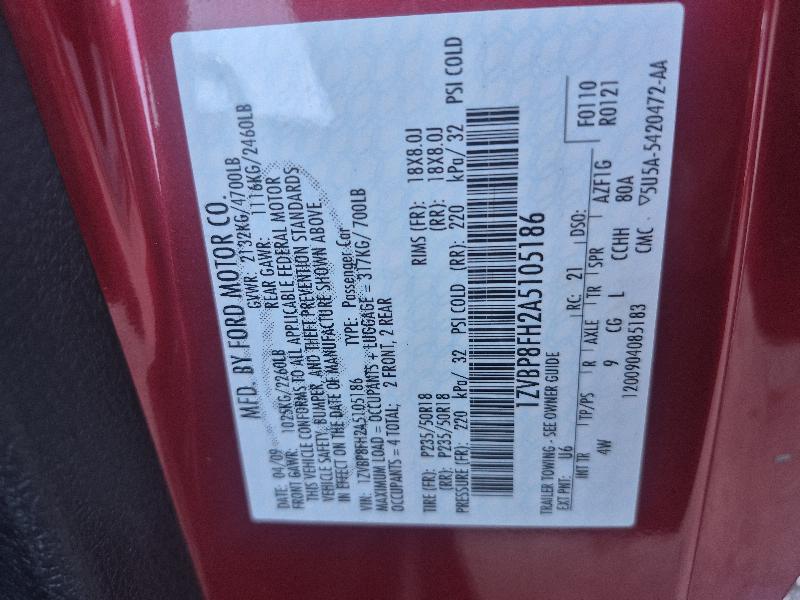 MFD. BY FORD MOTOR CO.
DATE: 04/09 GVWR: 2132KG/4700LB
FRONT GAWR: 1025KG/2260LB REAR GAWR: 1116KG/2460LB
THIS VEHICLE CONFORMS TO ALL APPLICABLE FEDERAL MOTOR
VEHICLE SAFETY, BUMPER, AND THEFT PREVENTION STANDARDS
IN EFFECT ON THE DATE OF MANUFACTURE SHOWN ABOVE.
VIN: 1ZVBP8FH2A5105186 TYPE: Passenger Car
MAXIMUM LOAD = OCCUPANTS + LUGGAGE = 317KG/700LB
OCCUPANTS = 4 TOTAL; 2 FRONT, 2 REAR
TIRE (FR): P235/50R18 RIMS (FR): 18X8.0J
(RR): P235/50R18 (RR): 18X8.0J
PRESSURE (FR): 220 kPa/ 32 PSI COLD (RR): 220 kPa/ 32 PSI COLD
1ZVBP8FH2A5105186
TRAILER TOWING - SEE OWNER GUIDE F0110
EXT PNT: U6 RC: 21 DSO: R0121
INT TR TP/PS R AXLE TR SPR AZF1G
4W 9 CG L CCHH 80A
1200904085183 CMC ▽5U5A-5420472-AA